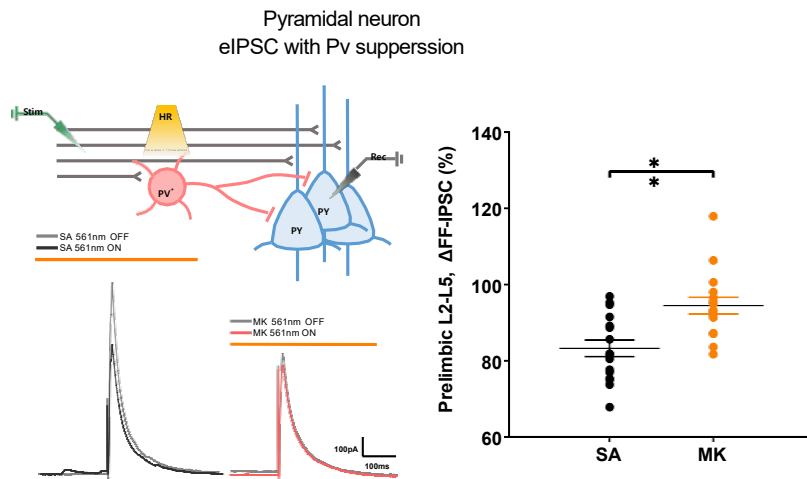 Pyramidal neuron
eIPSC with Pv supperssion
Stim
HR
Rec
PV+
PY
PY
SA 561nm OFF
SA 561nm ON
MK 561nm OFF
MK 561nm ON
100pA
100ms
Prelimbic L2-L5, ΔFF-IPSC (%)
140
120
100
80
60
**
SA
MK